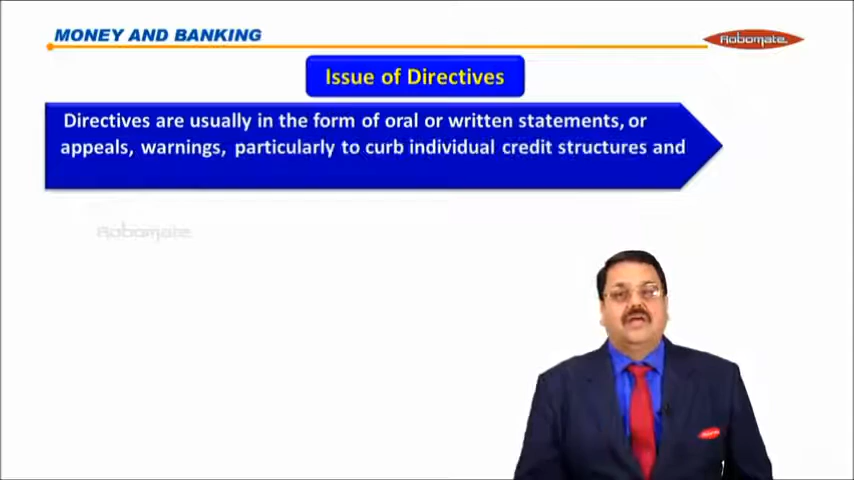 MONEY AND BANKING
Robomate
Issue of Directives
Directives are usually in the form of oral or written statements, or
appeals, warnings, particularly to curb individual credit structures and
Robomate